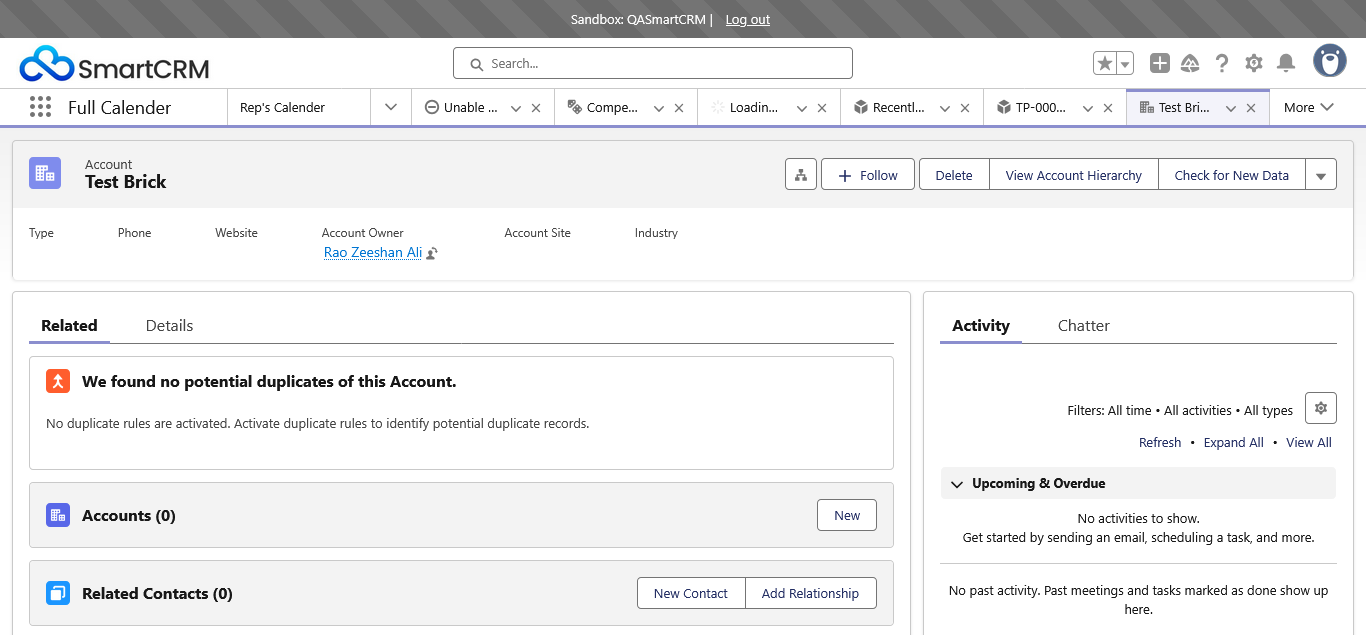 Sandbox: QASmartCRM | Log out
SmartCRM
Search...
Full Calender
Rep's Calender
Unable ...
Compe...
Loadin...
Recentl...
TP-000...
Test Bri...
More
Account
Test Brick
Follow
Delete
View Account Hierarchy
Check for New Data
Type
Phone
Website
Account Owner
Account Site
Industry
Rao Zeeshan Ali
Related
Details
We found no potential duplicates of this Account.
No duplicate rules are activated. Activate duplicate rules to identify potential duplicate records.
Accounts (0)
New
Related Contacts (0)
New Contact
Add Relationship
Activity
Chatter
Filters: All time • All activities • All types
Refresh • Expand All • View All
Upcoming & Overdue
No activities to show.
Get started by sending an email, scheduling a task, and more.
No past activity. Past meetings and tasks marked as done show up
here.